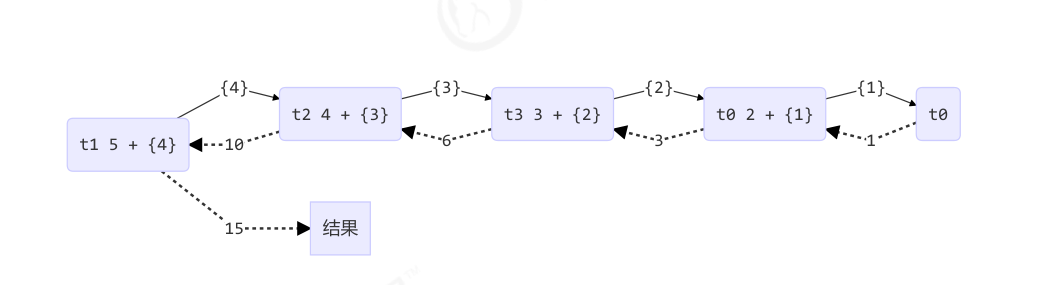 {4}
{3}
{2}
{1}
t2 4 + {3}
t3 3 + {2}
t0 2 + {1}
t0
t1 5 + {4}
10
6
3
1
15
结果